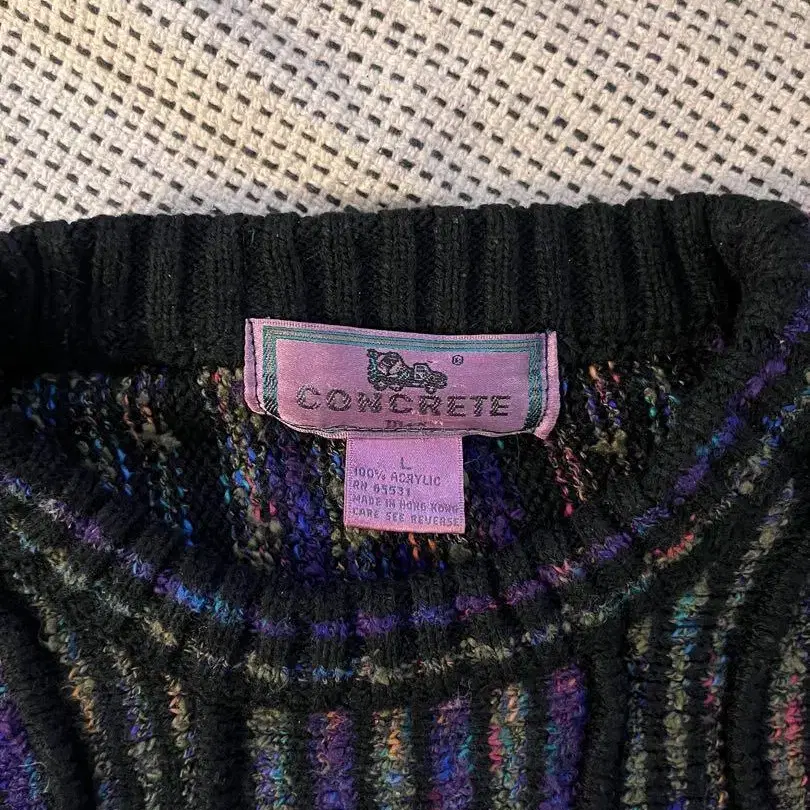 ®
CONCRETE
L
100% ACRYLIC
RN 65531
MADE IN HONG KONG
CARE SEE REVERSE